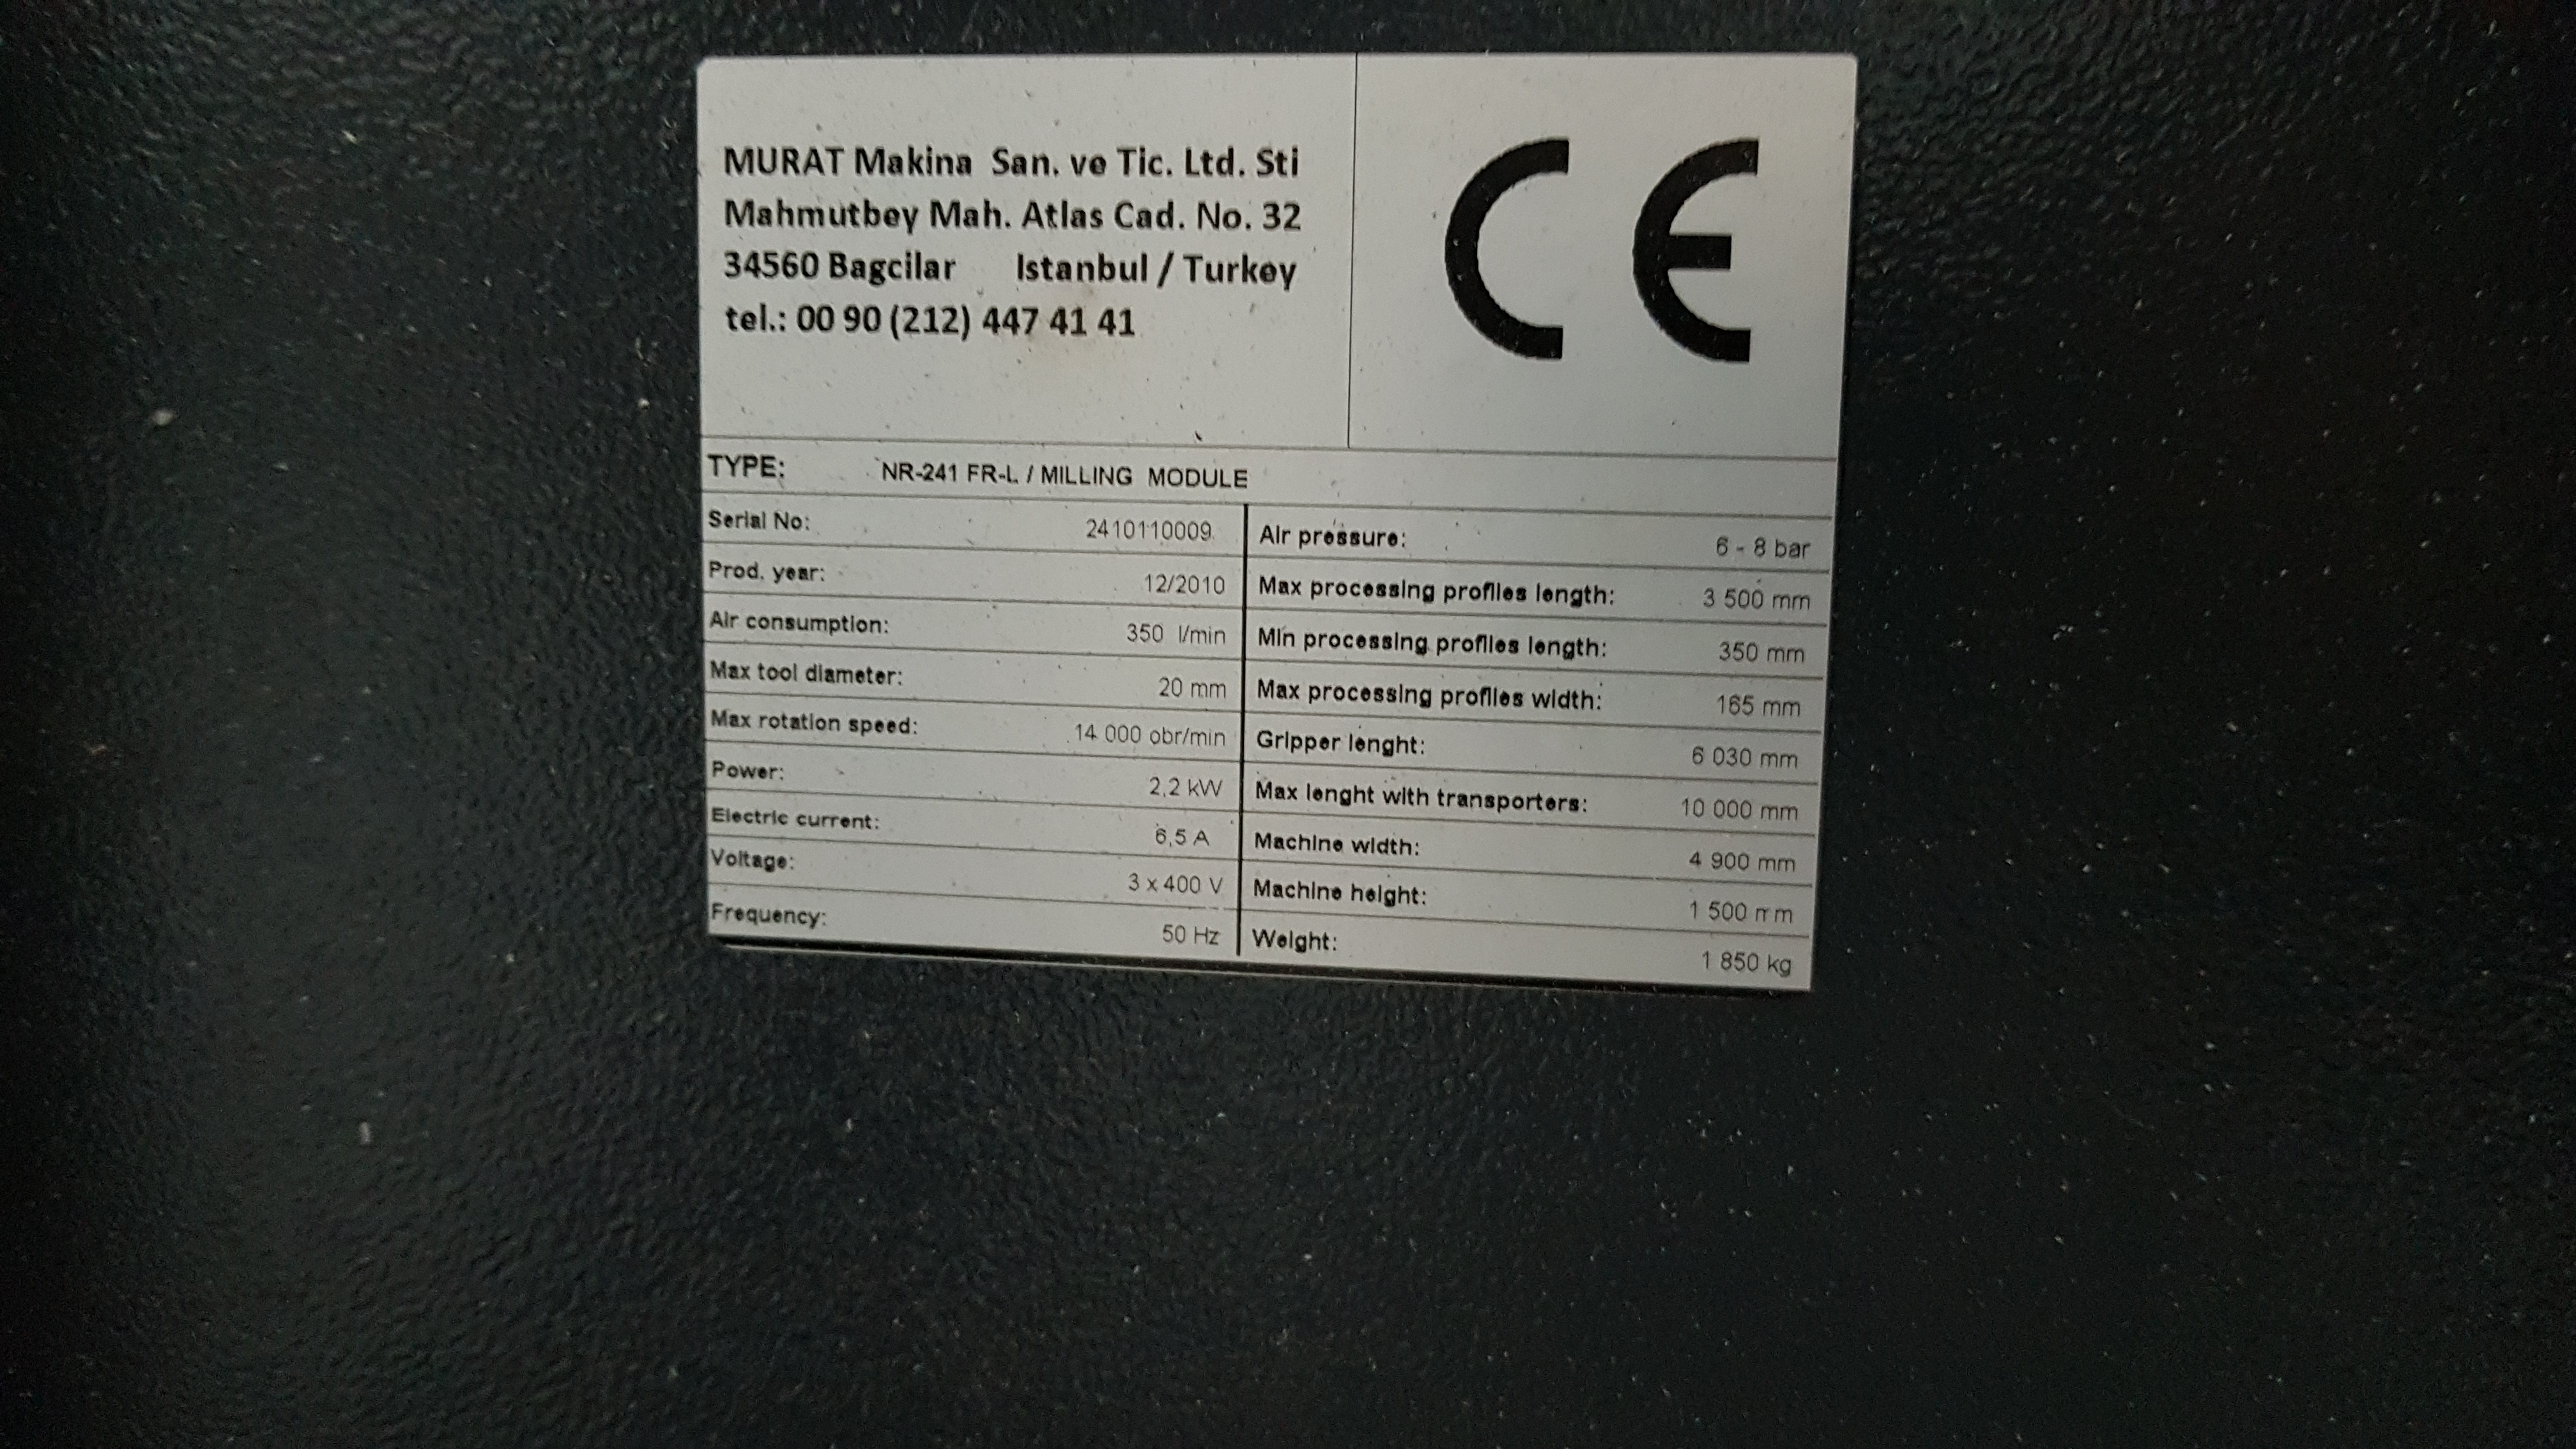 MURAT Makina San. ve Tic. Ltd. Sti
Mahmutbey Mah. Atlas Cad. No. 32
34560 Bagcilar Istanbul / Turkey
tel.: 00 90 (212) 447 41 41
CE
TYPE: NR-241 FR-L / MILLING MODULE
Serial No: 2410110009
Prod. year: 12/2010
Air consumption: 350 l/min
Max tool diameter: 20 mm
Max rotation speed: 14 000 obr/min
Power: 2,2 kW
Electric current: 6,5 A
Voltage: 3 x 400 V
Frequency: 50 Hz
Air pressure: 6 - 8 bar
Max processing profiles length: 3 500 mm
Min processing profiles length: 350 mm
Max processing profiles width: 165 mm
Gripper lenght: 6 030 mm
Max lenght with transporters: 10 000 mm
Machine width: 4 900 mm
Machine height: 1 500 mm
Weight: 1 850 kg